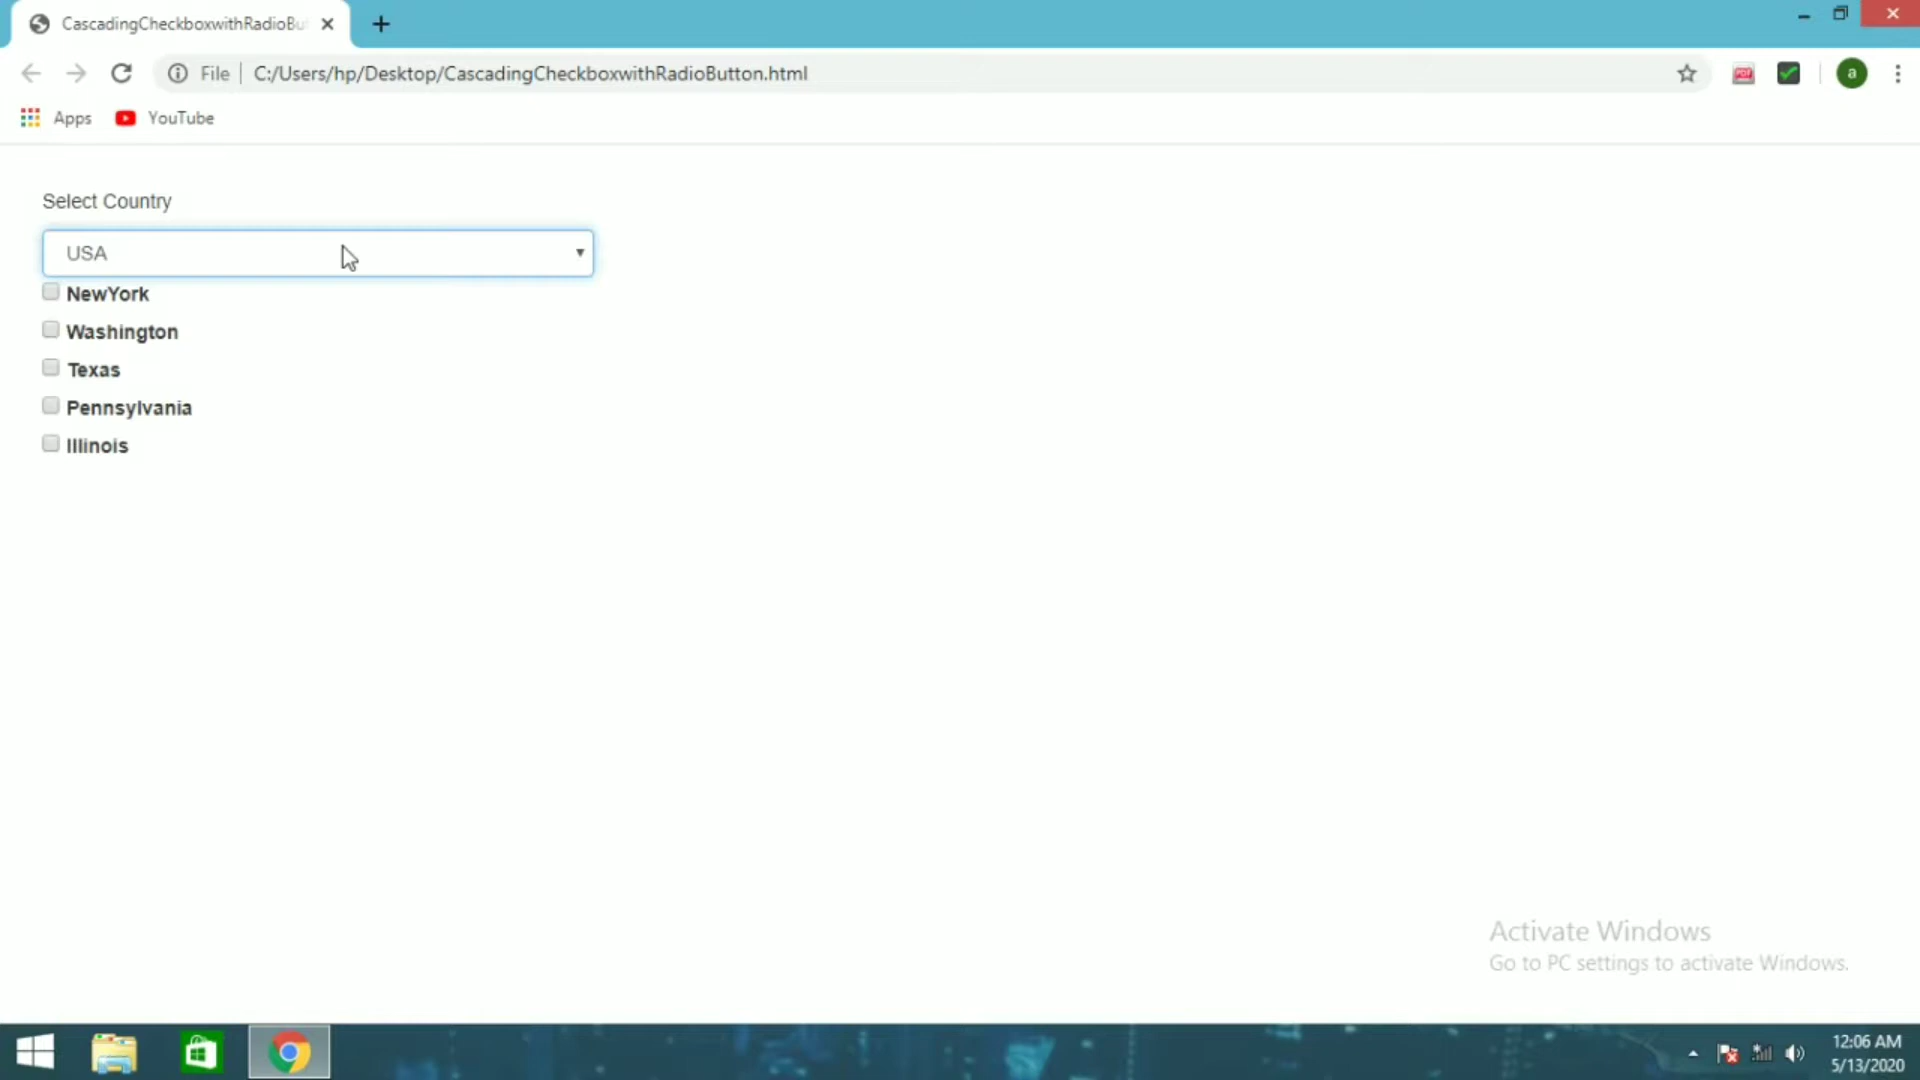 CascadingCheckboxwithRadioBu
File
C:/Users/hp/Desktop/CascadingCheckboxwithRadioButton.html
a
Apps
YouTube
Select Country
USA
NewYork
Washington
Texas
Pennsylvania
Illinois
Activate Windows
Go to PC settings to activate Windows.
12:06 AM
5/13/2020